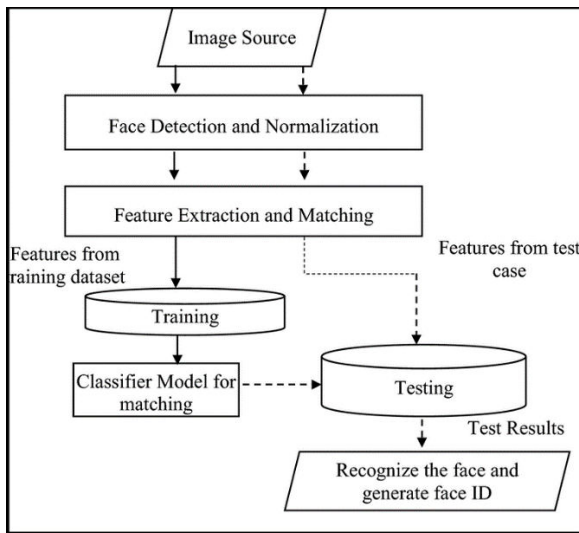 Image Source
Face Detection and Normalization
Feature Extraction and Matching
Features from
raining dataset
Features from test
case
Training
Classifier Model for
matching
Testing
Test Results
Recognize the face and
generate face ID